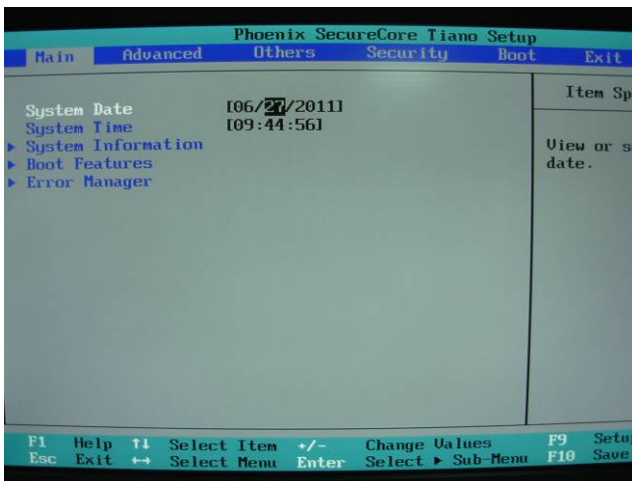 Phoenix SecureCore Tiano Setup
Main Advanced Others Security Boot Exit
System Date [06/27/2011]
System Time [09:44:56]
▶ System Information
▶ Boot Features
▶ Error Manager
Item Sp
View or s
date.
F1 Help ↑↓ Select Item +/- Change Values F9 Setu
Esc Exit ↔ Select Menu Enter Select ▶ Sub-Menu F10 Save